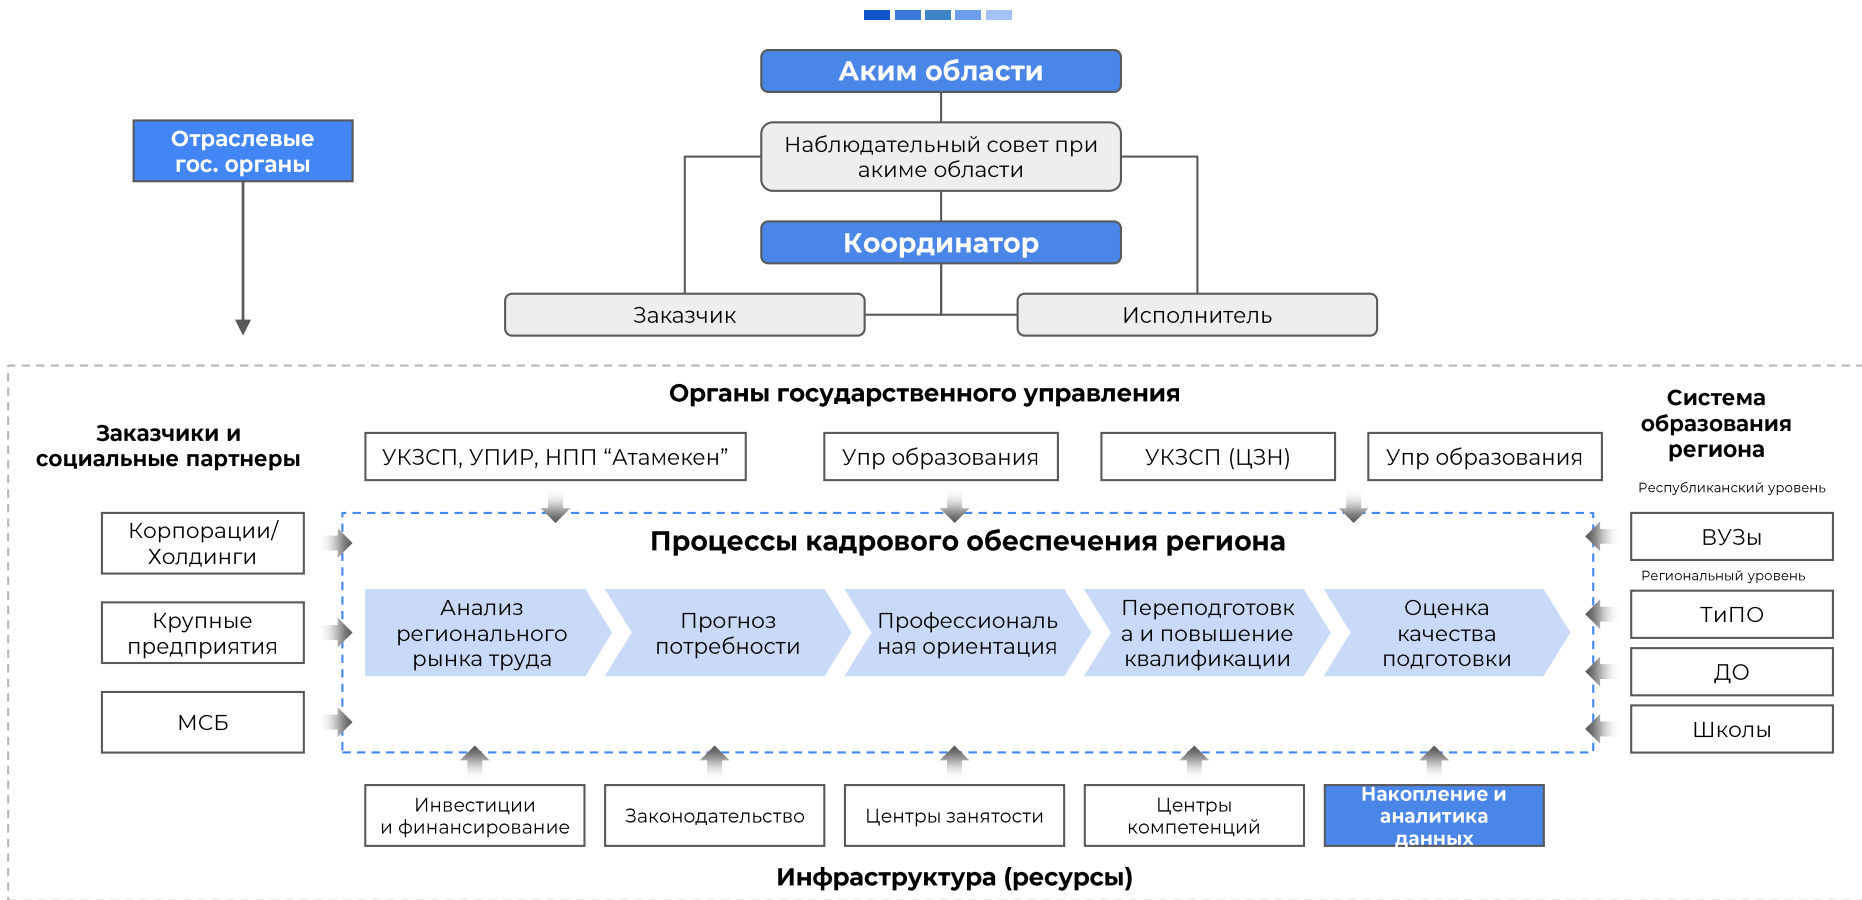 Аким области
Отраслевые
гос. органы
Наблюдательный совет при
акиме области
Координатор
Заказчик
Исполнитель
Органы государственного управления
Заказчики и
социальные партнеры
Система
образования
региона
УКЗСП, УПИР, НПП “Атамекен”
Упр образования
УКЗСП (ЦЗН)
Упр образования
Республиканский уровень
Корпорации/
Холдинги
Крупные
предприятия
МСБ
Процессы кадрового обеспечения региона
Анализ
регионального
рынка труда
Прогноз
потребности
Профессиональ
ная ориентация
Переподготовк
а и повышение
квалификации
Оценка
качества
подготовки
ВУЗы
Региональный уровень
ТиПО
ДО
Школы
Инвестиции
и финансирование
Законодательство
Центры занятости
Центры
компетенций
Накопление и
аналитика
данных
Инфраструктура (ресурсы)